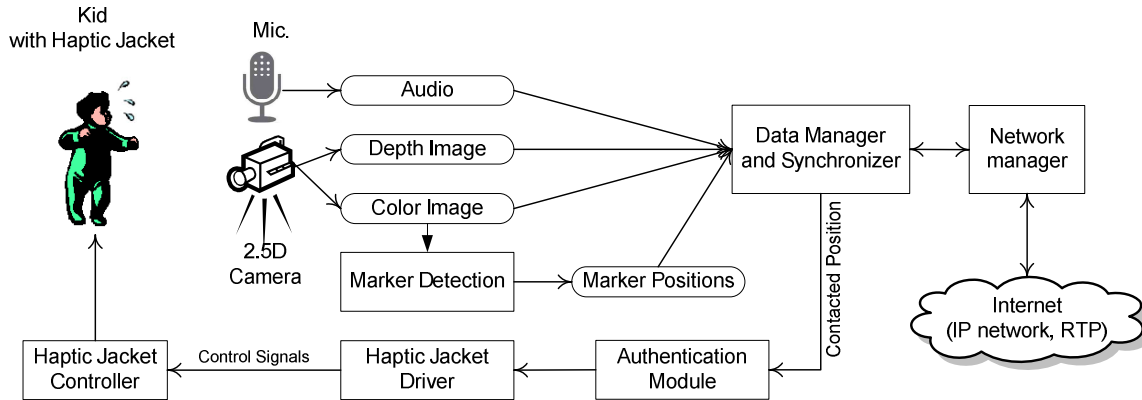 Kid
with Haptic Jacket
Mic.
Audio
Depth Image
Color Image
2.5D
Camera
Marker Detection
Marker Positions
Data Manager
and Synchronizer
Network
manager
Contacted Position
Internet
(IP network, RTP)
Haptic Jacket
Controller
Control Signals
Haptic Jacket
Driver
Authentication
Module